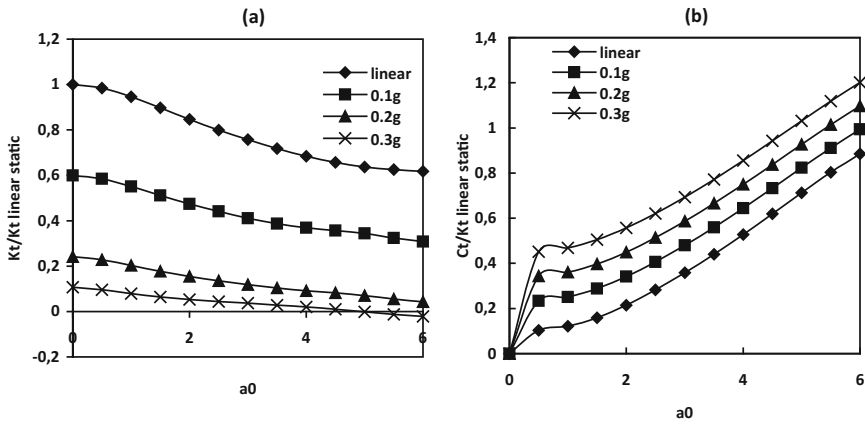 (a)
1,2
1
0,8
0,6
0,4
0,2
0
-0,2
0
2
4
6
Kt/Kt linear static
a0
linear
0.1g
0.2g
0.3g
(b)
1,4
1,2
1
0,8
0,6
0,4
0,2
0
0
2
4
6
Ct/Kt linear static
a0
linear
0.1g
0.2g
0.3g